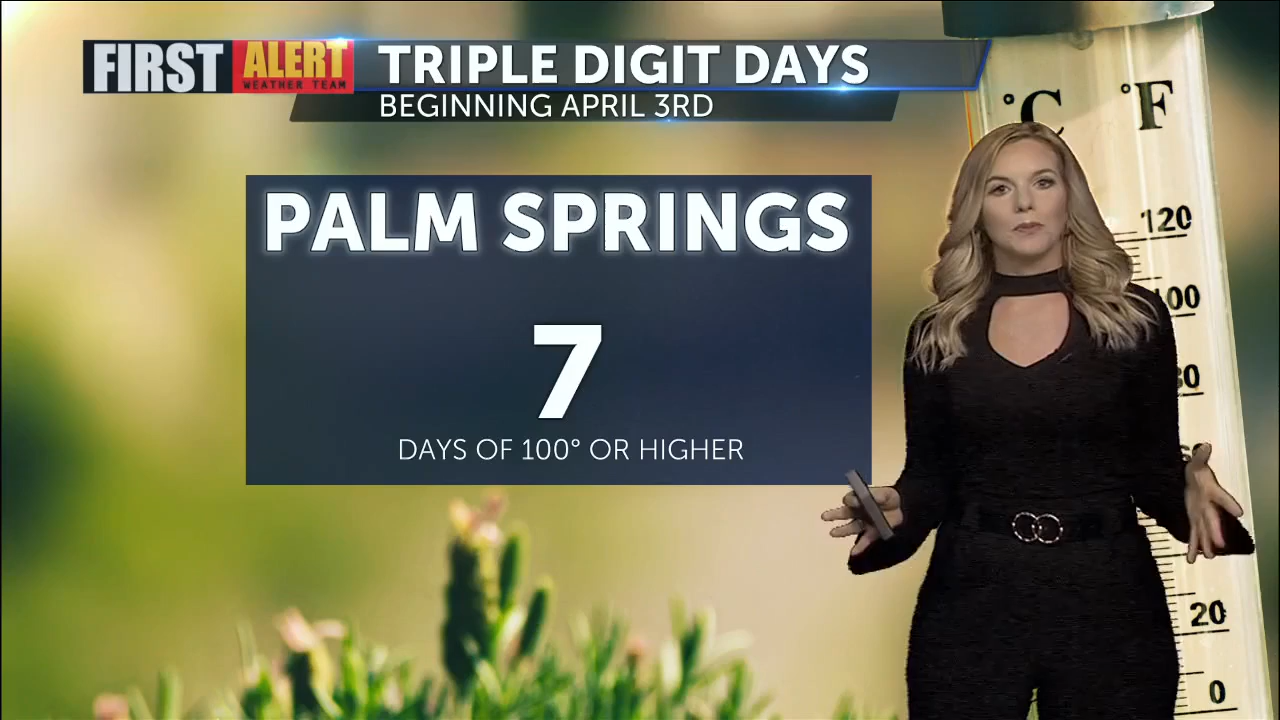 FIRST ALERT
WEATHER TEAM
TRIPLE DIGIT DAYS
BEGINNING APRIL 3RD
°C °F
PALM SPRINGS
120
7
DAYS OF 100° OR HIGHER
20
0